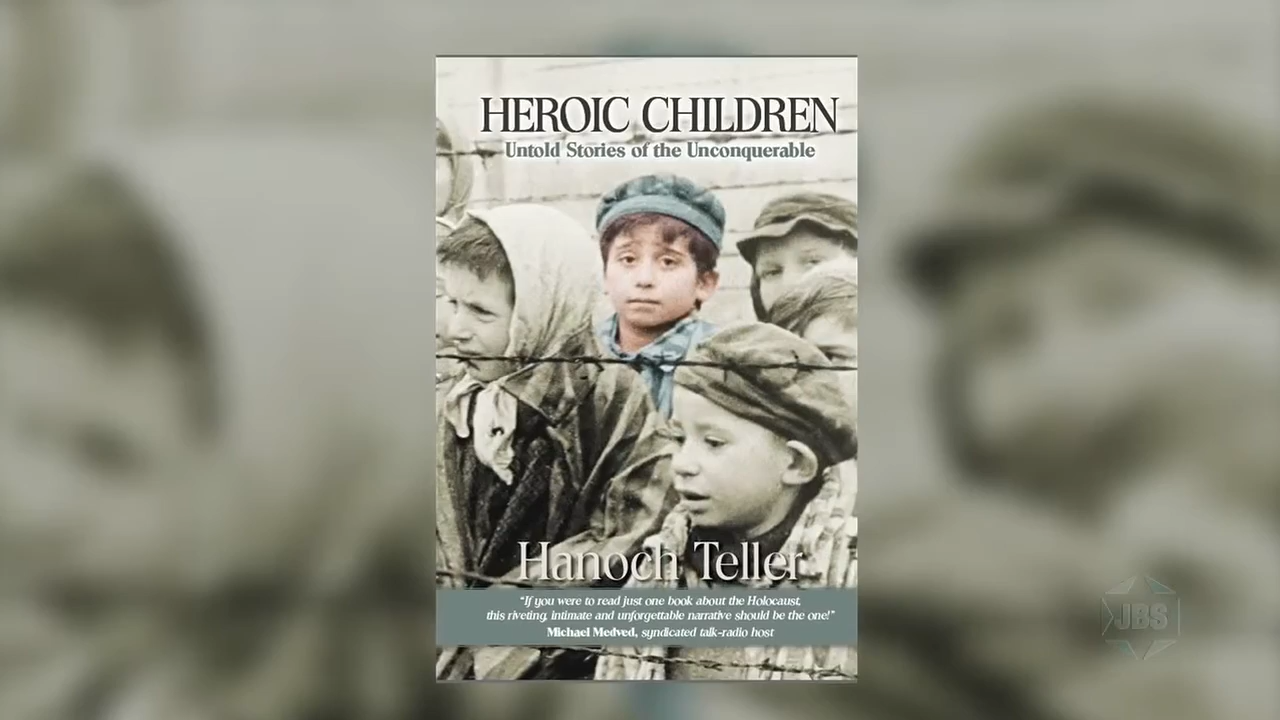 HEROIC CHILDREN
Untold Stories of the Unconquerable
Hanoch Teller
“If you were to read just one book about the Holocaust,
this riveting, intimate and unforgettable narrative should be the one!”
Michael Medved, syndicated talk-radio host
JBS